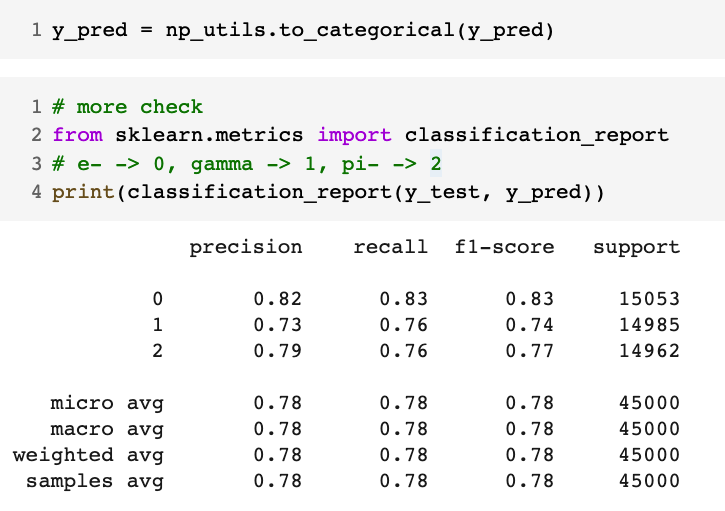 1 y_pred = np_utils.to_categorical(y_pred)
1 # more check
2 from sklearn.metrics import classification_report
3 # e- -> 0, gamma -> 1, pi- -> 2
4 print(classification_report(y_test, y_pred))
precision recall f1-score support
0 0.82 0.83 0.83 15053
1 0.73 0.76 0.74 14985
2 0.79 0.76 0.77 14962
micro avg 0.78 0.78 0.78 45000
macro avg 0.78 0.78 0.78 45000
weighted avg 0.78 0.78 0.78 45000
samples avg 0.78 0.78 0.78 45000